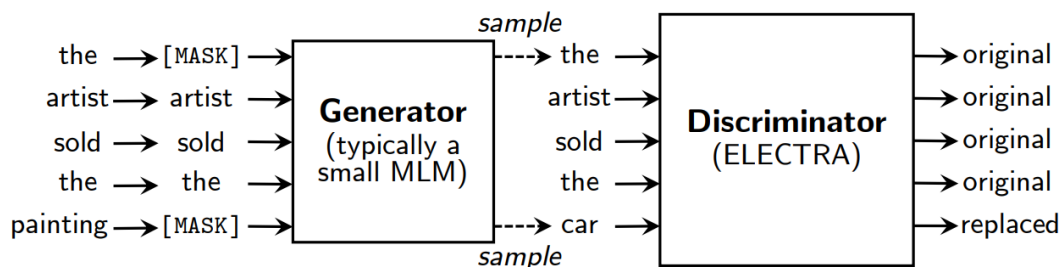 sample
the [MASK] the original
artist artist artist original
sold sold sold original
the the the original
painting [MASK] car replaced
sample
Generator
(typically a
small MLM)
Discriminator
(ELECTRA)